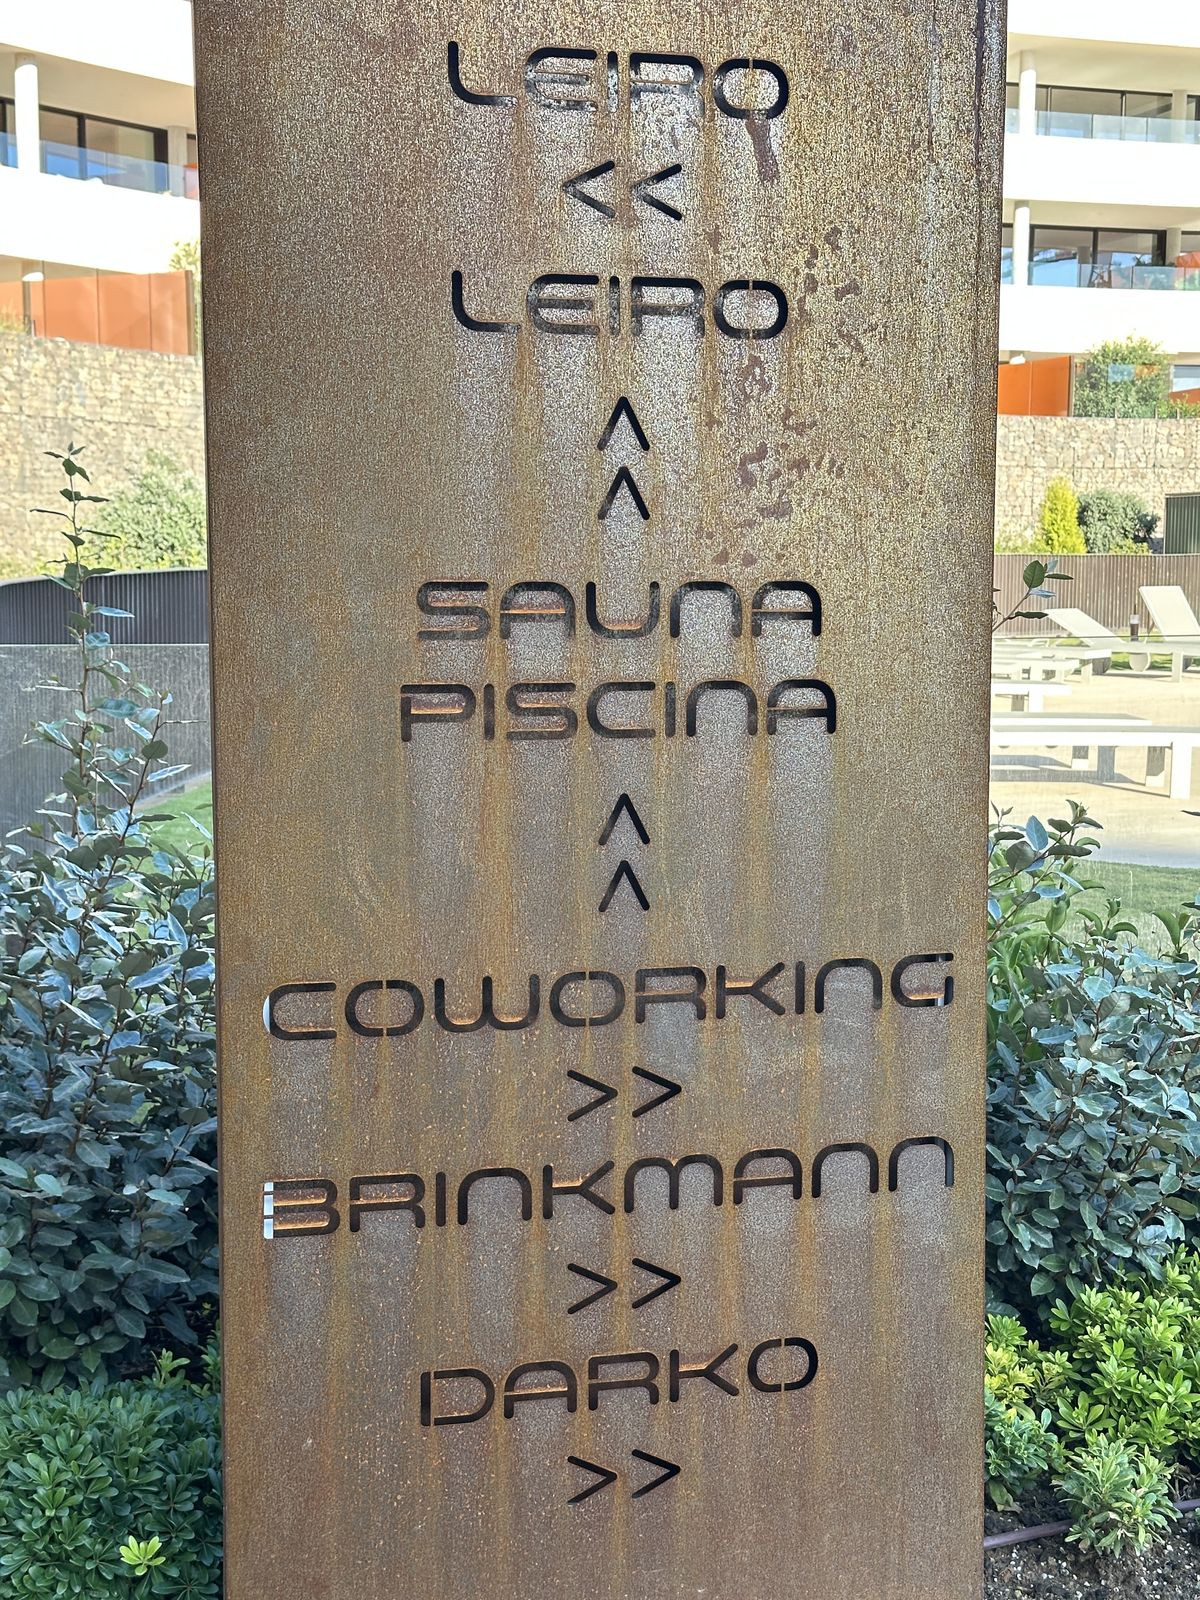 LEIRO
<<
LEIRO
^
^
SAUNA
PISCINA
^
^
COWORKING
>>
BRINKMANN
>>
DARKO
>>